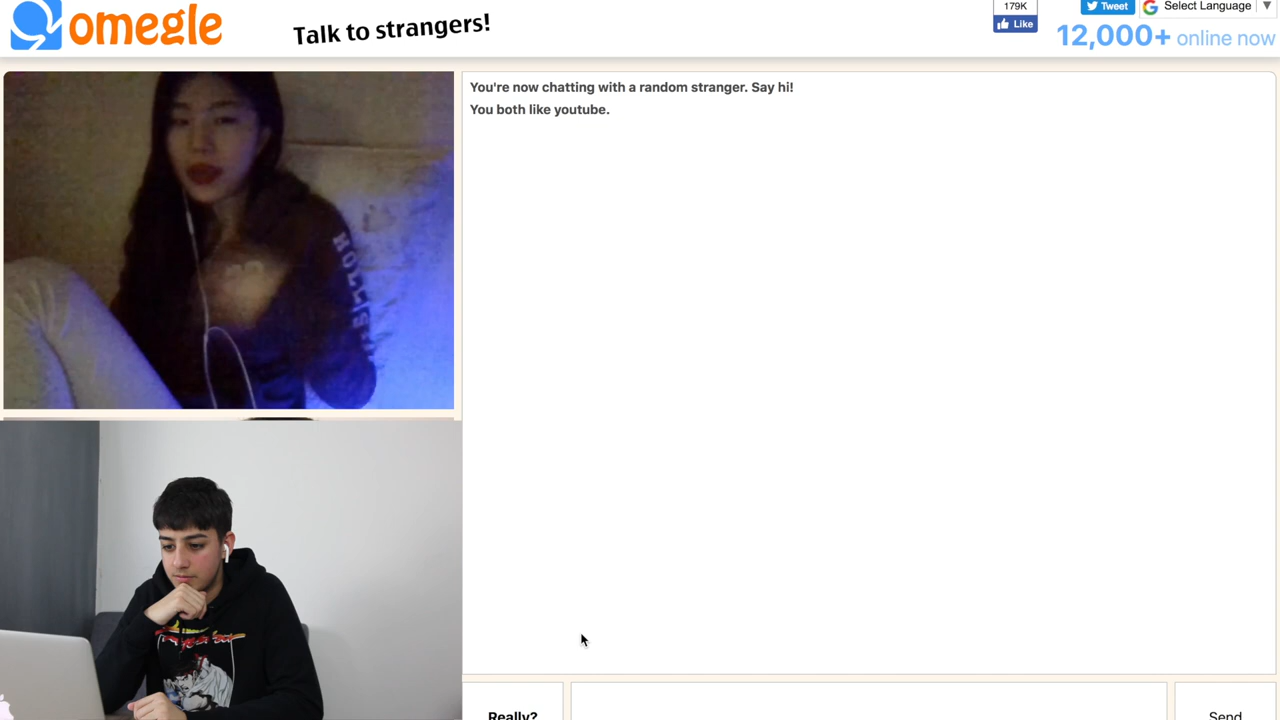 omegle
Talk to strangers!
179K
Like
Tweet
Select Language
12,000+ online now
You're now chatting with a random stranger. Say hi!
You both like youtube.
Really?
Send